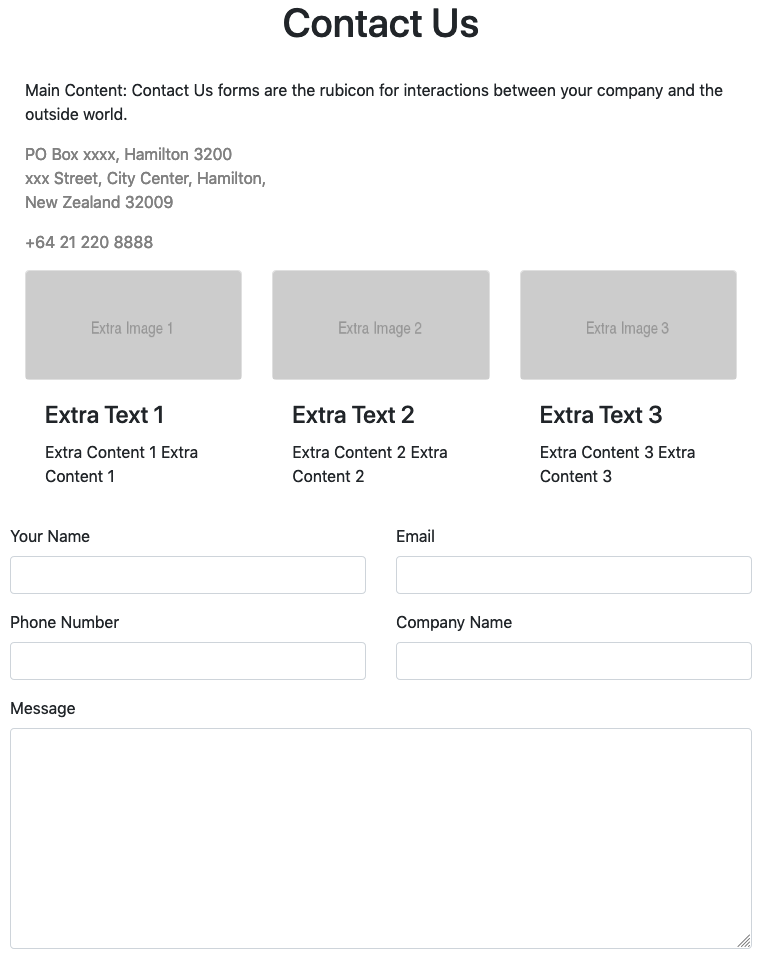 Contact Us
Main Content: Contact Us forms are the rubicon for interactions between your company and the
outside world.
PO Box xxxx, Hamilton 3200
xxx Street, City Center, Hamilton,
New Zealand 32009
+64 21 220 8888
Extra Image 1
Extra Image 2
Extra Image 3
Extra Text 1
Extra Content 1 Extra
Content 1
Extra Text 2
Extra Content 2 Extra
Content 2
Extra Text 3
Extra Content 3 Extra
Content 3
Your Name
Email
Phone Number
Company Name
Message